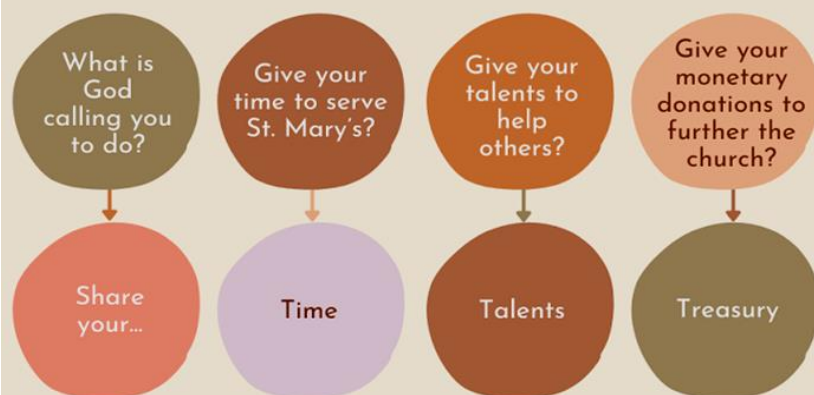 What is
God
calling you
to do?
Give your
time to serve
St. Mary's?
Give your
talents to
help
others?
Give your
monetary
donations to
further the
church?
Share
your...
Time
Talents
Treasury